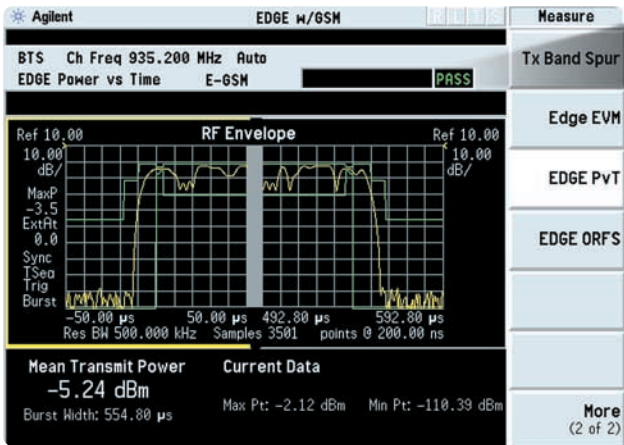 Agilent EDGE w/GSM R L T S Measure
BTS Ch Freq 935.200 MHz Auto
EDGE Power vs Time E-GSM PASS
Tx Band Spur
Edge EVM
EDGE PvT
EDGE ORFS
More
(2 of 2)
Ref 10.00 RF Envelope Ref 10.00
10.00
dB/
10.00
dB/
MaxP
-3.5
ExtAt
0.0
Sync
TSeq
Trig
Burst
-50.00 µs 50.00 µs 492.80 µs 592.80 µs
Res BW 500.000 kHz Samples 3501 points @ 200.00 ns
Mean Transmit Power Current Data
-5.24 dBm
Burst Width: 554.80 µs
Max Pt: -2.12 dBm Min Pt: -110.39 dBm